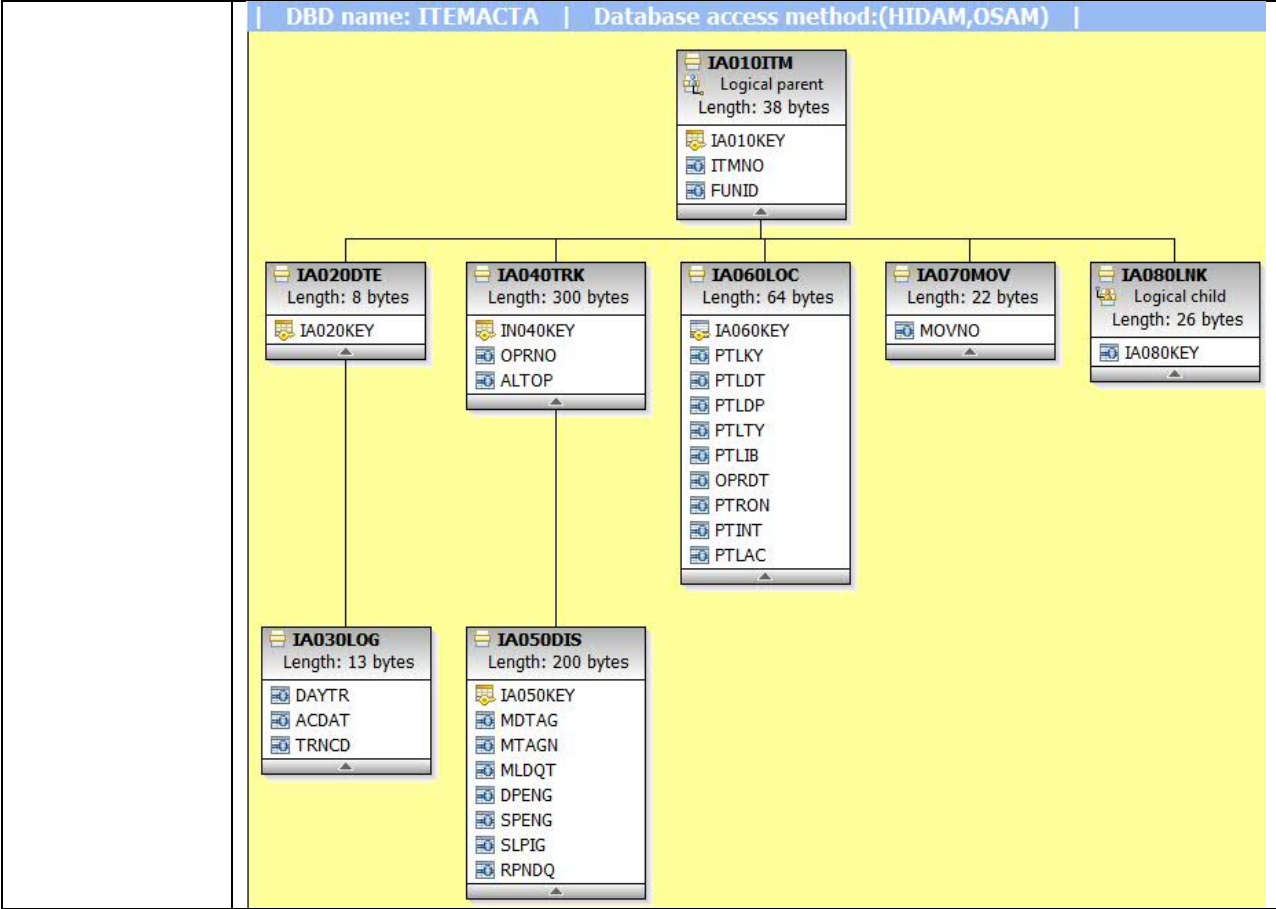 | DBD name: ITEMACTA | Database access method:(HIDAM,OSAM) |
IA010ITM
Logical parent
Length: 38 bytes
IA010KEY
ITMNO
FUNID
IA020DTE
Length: 8 bytes
IA020KEY
IA040TRK
Length: 300 bytes
IN040KEY
OPRNO
ALTOP
IA060LOC
Length: 64 bytes
IA060KEY
PTLKY
PTLDT
PTLDP
PTLTY
PTLIB
OPRDT
PTRON
PTINT
PTLAC
IA070MOV
Length: 22 bytes
MOVNO
IA080LNK
Logical child
Length: 26 bytes
IA080KEY
IA030LOG
Length: 13 bytes
DAYTR
ACDAT
TRNCD
IA050DIS
Length: 200 bytes
IA050KEY
MDTAG
MTAGN
MLDQT
DPENG
SPENG
SLPIG
RPNDQ